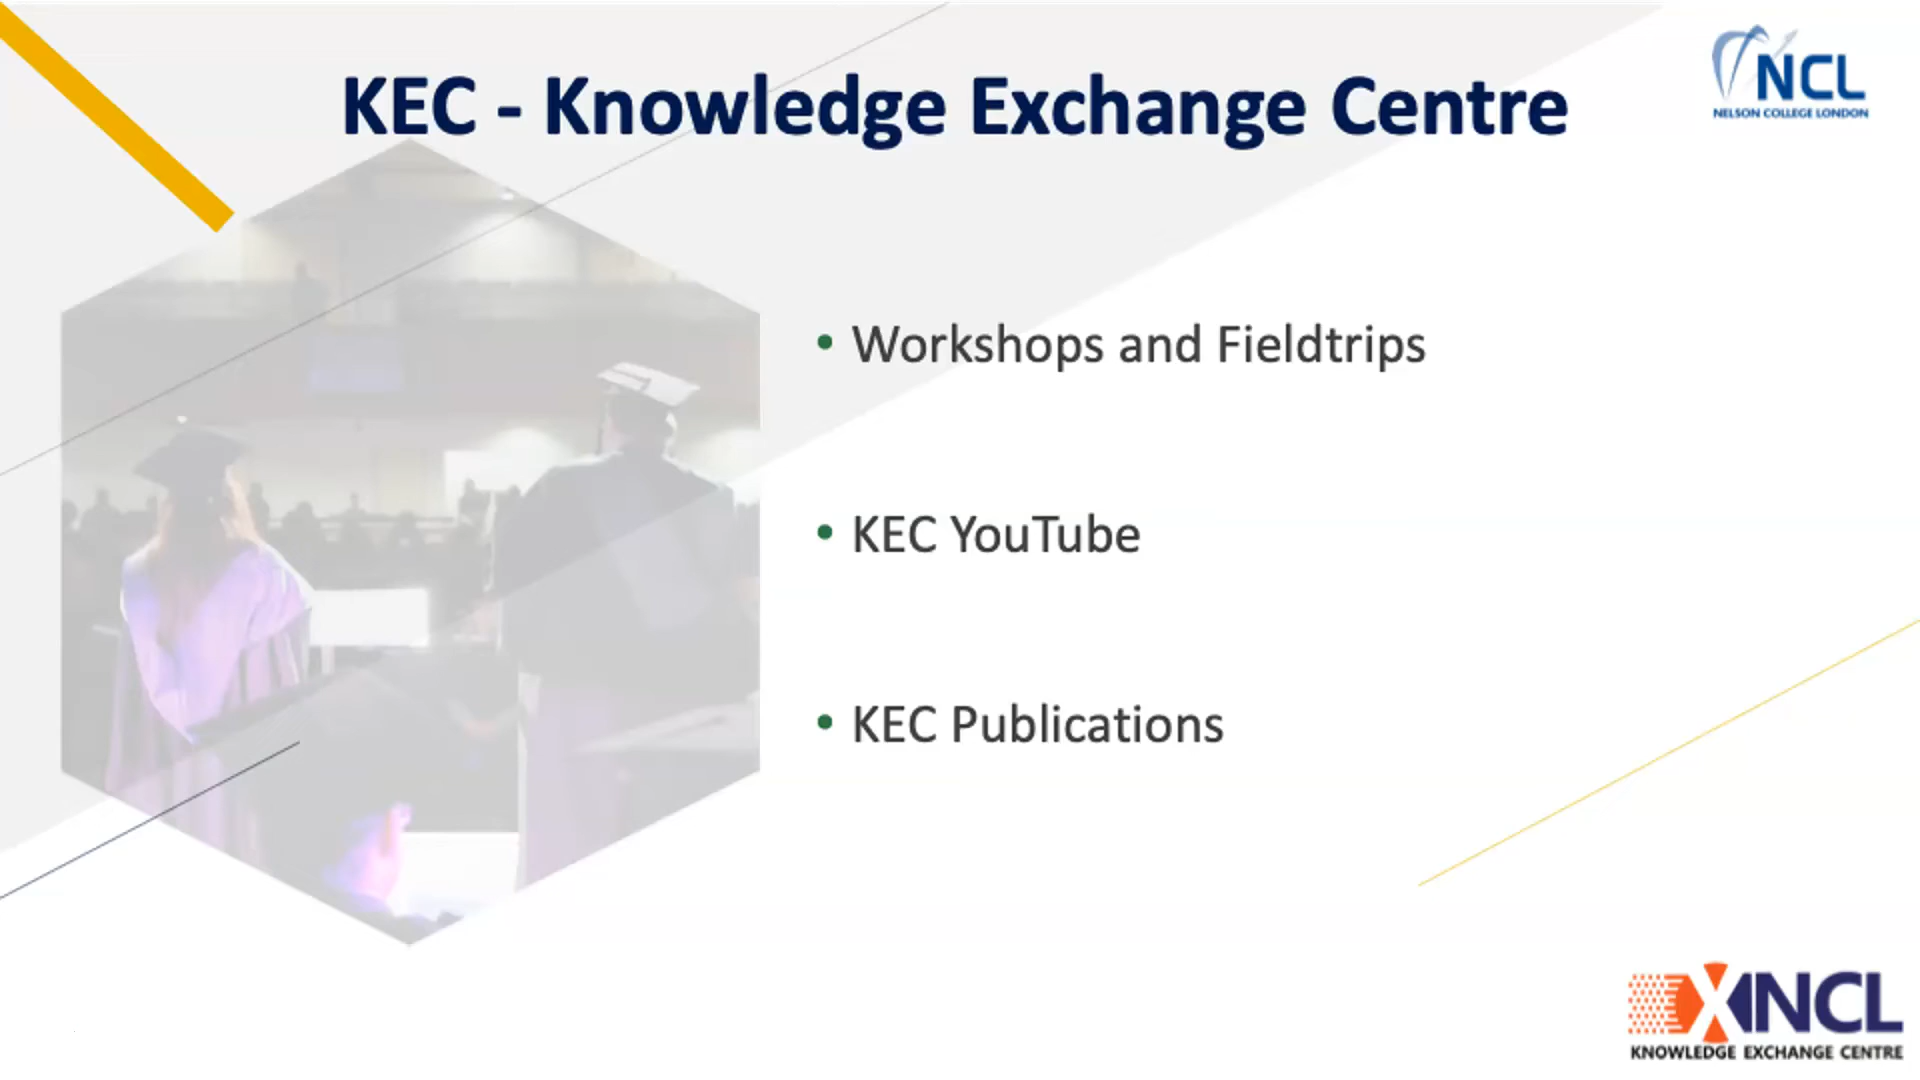 KEC - Knowledge Exchange Centre
NCL
NELSON COLLEGE LONDON
• Workshops and Fieldtrips
• KEC YouTube
• KEC Publications
XNCL
KNOWLEDGE EXCHANGE CENTRE